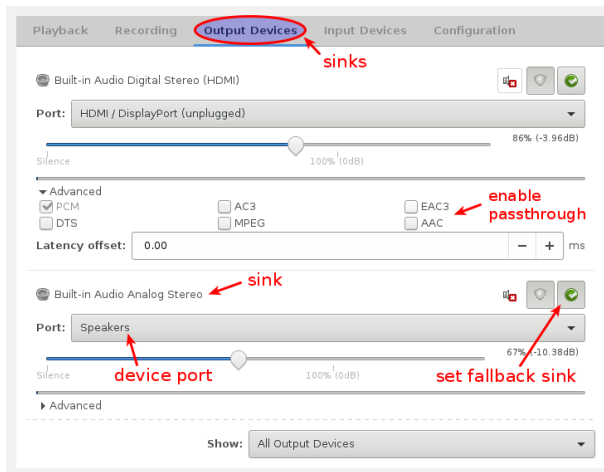 Playback Recording Output Devices Input Devices Configuration
sinks
Built-in Audio Digital Stereo (HDMI)
Port: HDMI / DisplayPort (unplugged)
86% (-3.96dB)
Silence 100% (0dB)
Advanced
PCM AC3 EAC3
enable
passthrough
DTS MPEG AAC
Latency offset: 0.00 − + ms
sink
Built-in Audio Analog Stereo
Port: Speakers
67% (-10.38dB)
Silence 100% (0dB)
device port set fallback sink
Advanced
Show: All Output Devices